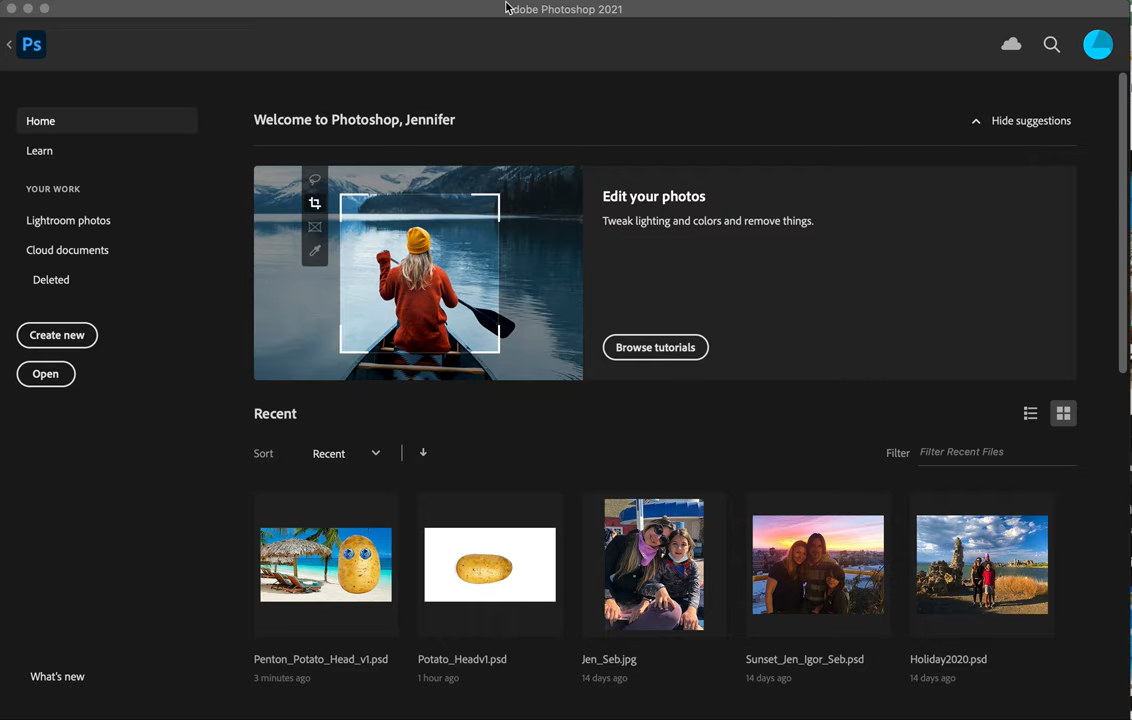 Adobe Photoshop 2021
Ps
Home
Learn
YOUR WORK
Lightroom photos
Cloud documents
Deleted
Create new
Open
What's new
Welcome to Photoshop, Jennifer
Hide suggestions
Edit your photos
Tweak lighting and colors and remove things.
Browse tutorials
Recent
Sort Recent
Filter Filter Recent Files
Penton_Potato_Head_v1.psd
3 minutes ago
Potato_Headv1.psd
1 hour ago
Jen_Seb.jpg
14 days ago
Sunset_Jen_Igor_Seb.psd
14 days ago
Holiday2020.psd
14 days ago